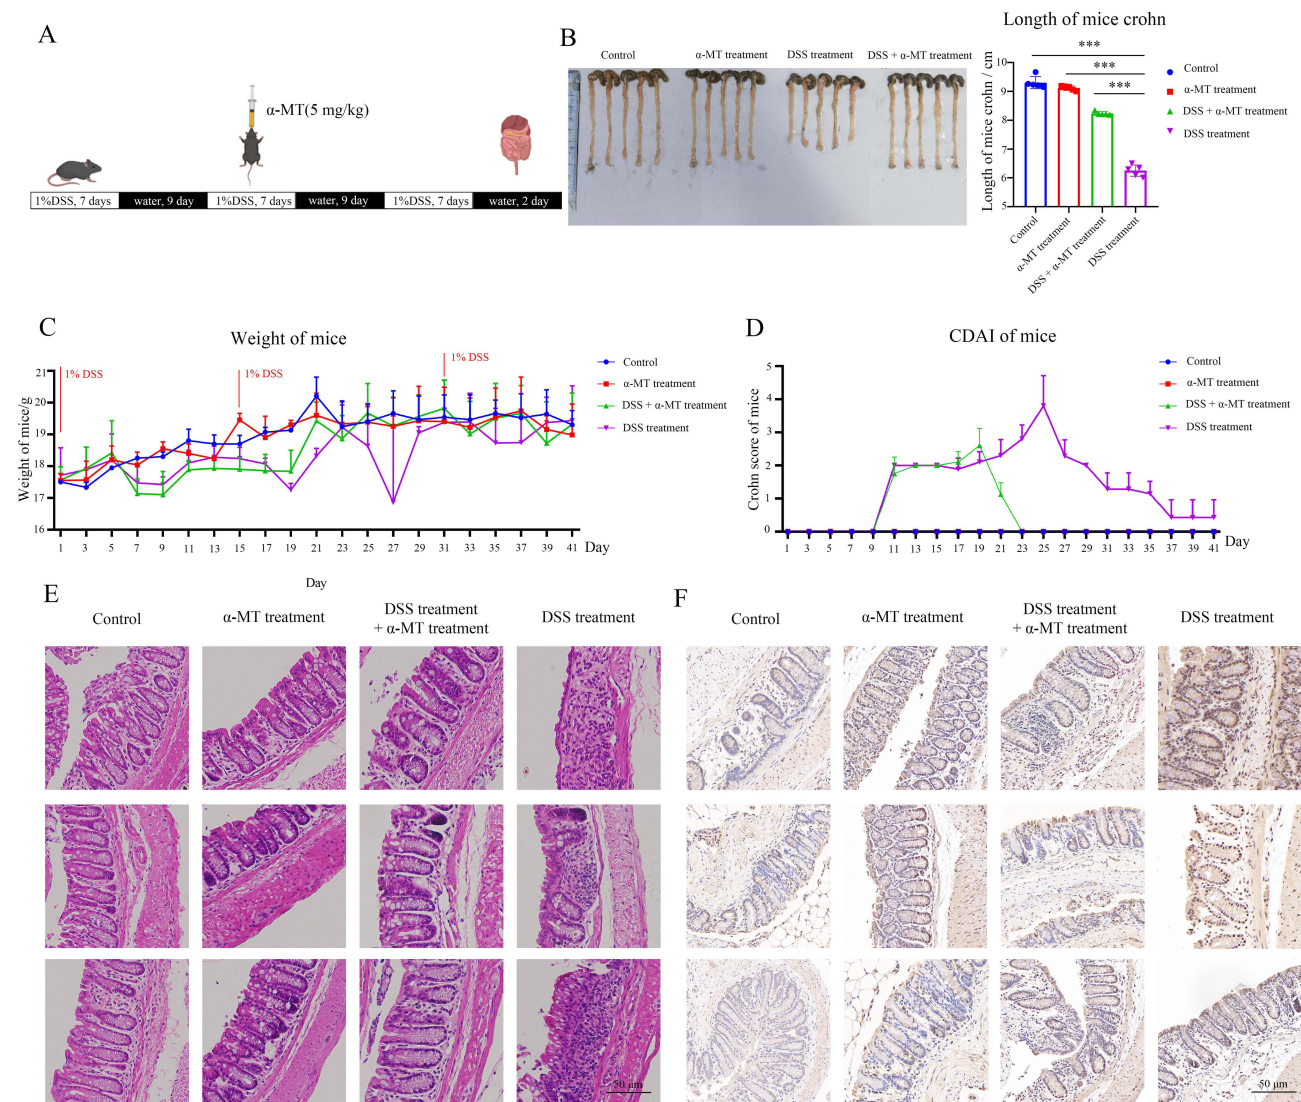 A
α-MT(5 mg/kg)
1%DSS, 7 days
water, 9 day
1%DSS, 7 days
water, 9 day
1%DSS, 7 days
water, 2 day
B
Control
α-MT treatment
DSS treatment
DSS + α-MT treatment
Length of mice crohn
Length of mice crohn / cm
10
9
8
7
6
5
***
***
***
Control
α-MT treatment
DSS + α-MT treatment
DSS treatment
Control
α-MT treatment
DSS + α-MT treatment
DSS treatment
C
Weight of mice
Weight of mice/g
21
20
19
18
17
16
1% DSS
1% DSS
1% DSS
1 3 5 7 9 11 13 15 17 19 21 23 25 27 29 31 33 35 37 39 41
Day
Control
α-MT treatment
DSS + α-MT treatment
DSS treatment
Day
D
CDAI of mice
Crohn score of mice
5
4
3
2
1
0
1 3 5 7 9 11 13 15 17 19 21 23 25 27 29 31 33 35 37 39 41
Day
Control
α-MT treatment
DSS + α-MT treatment
DSS treatment
E
Control
α-MT treatment
DSS treatment
+ α-MT treatment
DSS treatment
50 μm
F
Control
α-MT treatment
DSS treatment
+ α-MT treatment
DSS treatment
50 μm